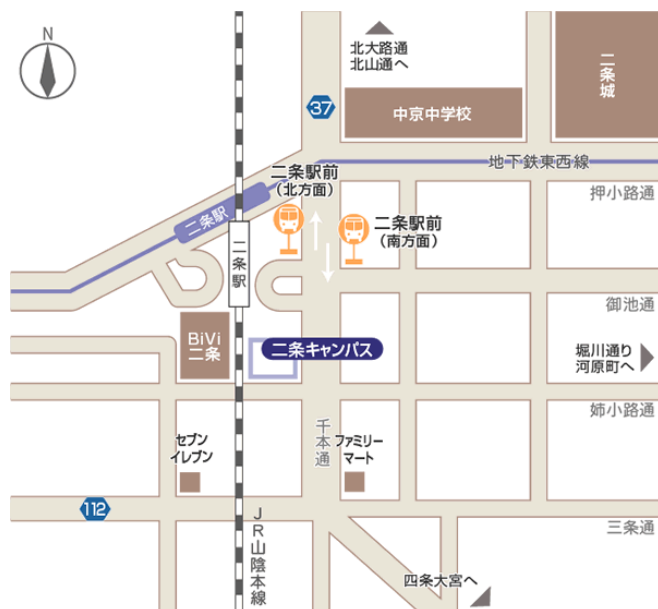 N
北大路通
北山通へ
二条城
37
中京中学校
地下鉄東西線
二条駅前
(北方面)
押小路通
二条駅
二条駅前
(南方面)
二条駅
御池通
BiVi
二条
二条キャンパス
堀川通り
河原町へ
姉小路通
千本通
セブン
イレブン
ファミリー
マート
112
JR山陰本線
三条通
四条大宮へ